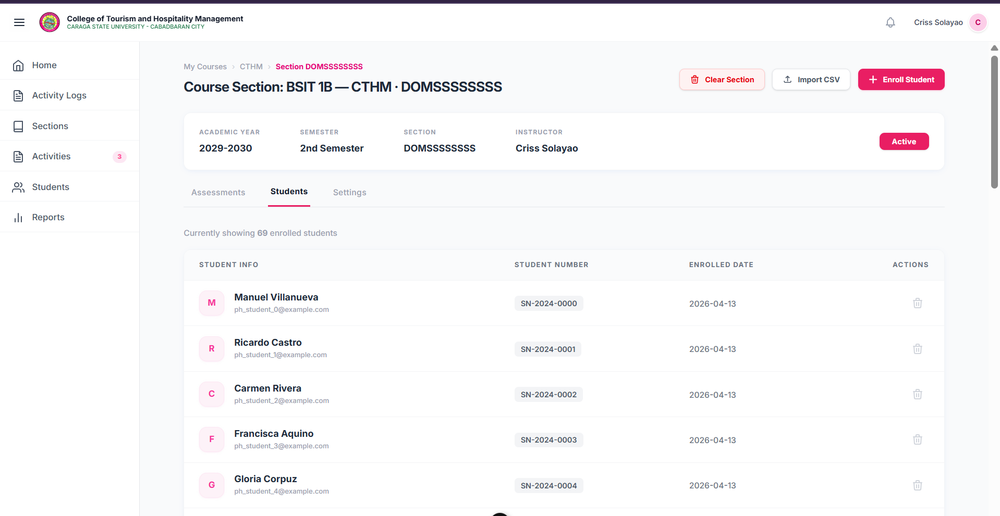 College of Tourism and Hospitality Management
CARAGA STATE UNIVERSITY - CABADBARAN CITY
Criss Solayao
C
Home
Activity Logs
Sections
Activities
3
Students
Reports
My Courses › CTHM › Section DOMSSSSSSSS
Course Section: BSIT 1B — CTHM · DOMSSSSSSSS
Clear Section
Import CSV
Enroll Student
ACADEMIC YEAR
2029-2030
SEMESTER
2nd Semester
SECTION
DOMSSSSSSSS
INSTRUCTOR
Criss Solayao
Active
Assessments
Students
Settings
Currently showing 69 enrolled students
STUDENT INFO STUDENT NUMBER ENROLLED DATE ACTIONS
M
Manuel Villanueva
ph_student_0@example.com
SN-2024-0000
2026-04-13
R
Ricardo Castro
ph_student_1@example.com
SN-2024-0001
2026-04-13
C
Carmen Rivera
ph_student_2@example.com
SN-2024-0002
2026-04-13
F
Francisca Aquino
ph_student_3@example.com
SN-2024-0003
2026-04-13
G
Gloria Corpuz
ph_student_4@example.com
SN-2024-0004
2026-04-13